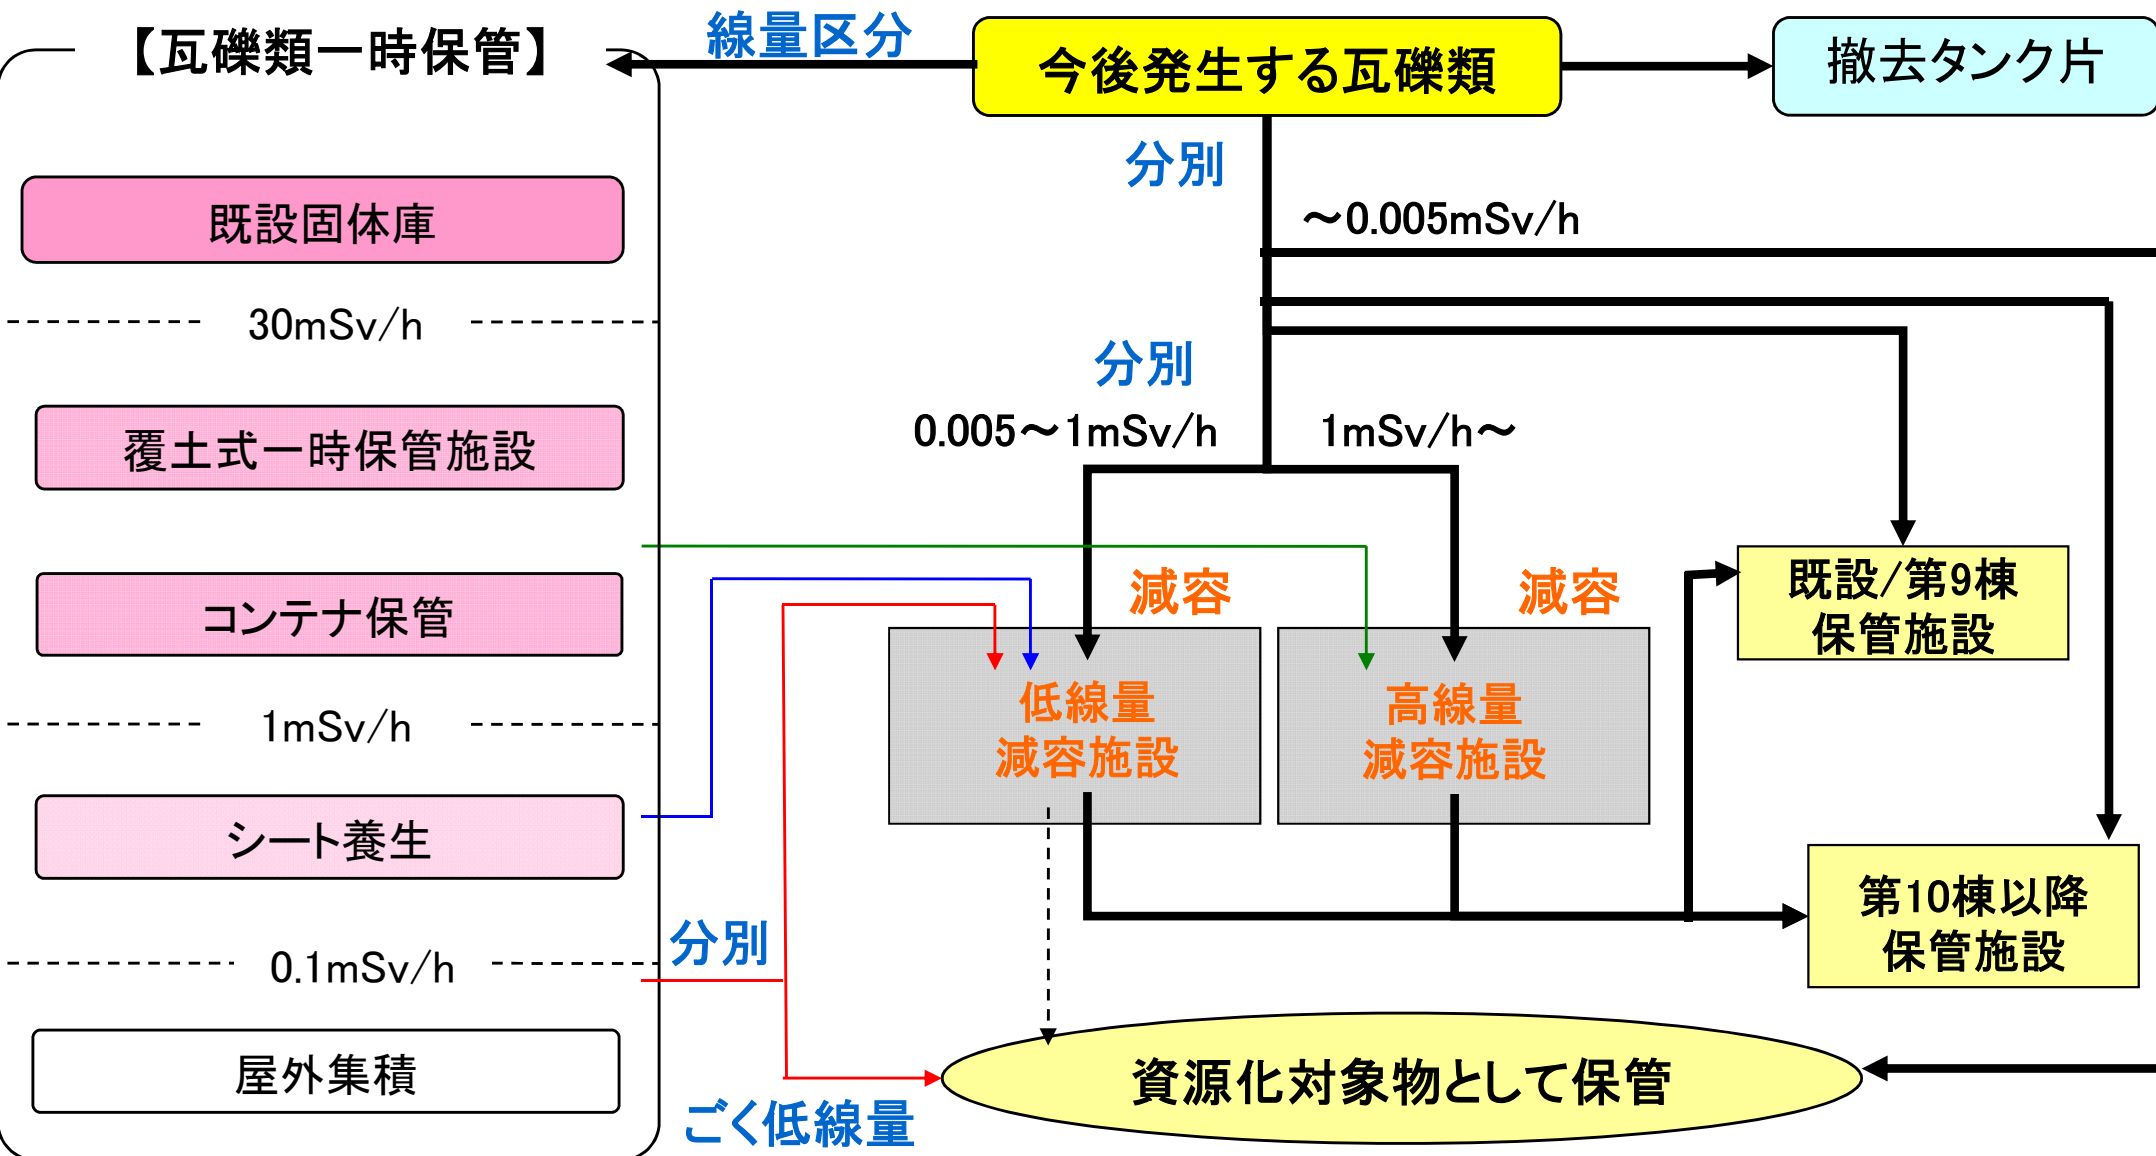 【瓦礫類一時保管】
線量区分
今後発生する瓦礫類
撤去タンク片
分別
既設固体庫
～0.005mSv/h
30mSv/h
分別
覆土式一時保管施設
0.005～1mSv/h
1mSv/h～
コンテナ保管
減容
減容
既設/第9棟
保管施設
1mSv/h
低線量
減容施設
高線量
減容施設
シート養生
第10棟以降
保管施設
分別
0.1mSv/h
屋外集積
資源化対象物として保管
ごく低線量